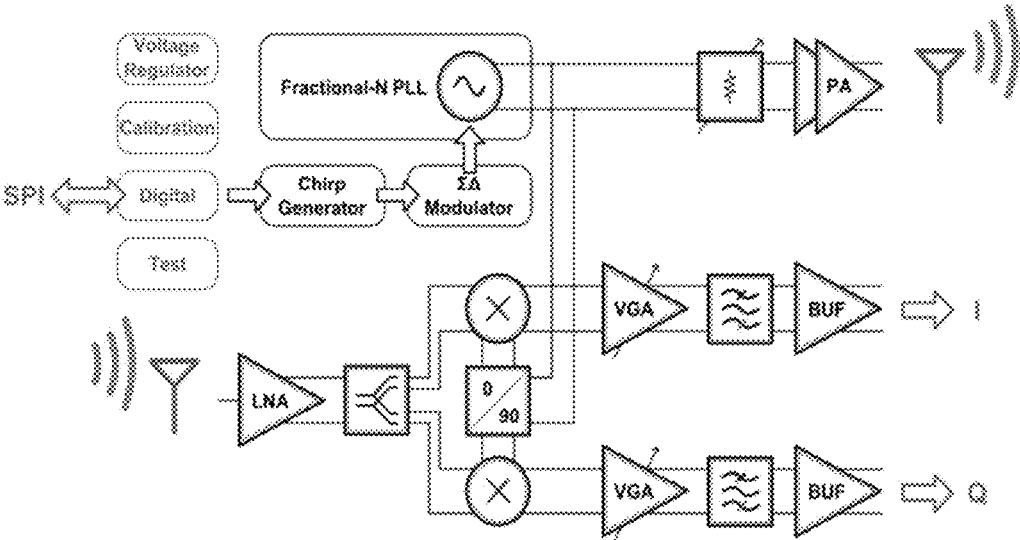 Voltage
Regulator
Calibration
SPI
Digital
Test
Fractional-N PLL
Chirp
Generator
ΣΔ
Modulator
PA
VGA
BUF
I
LNA
0
90
VGA
BUF
Q